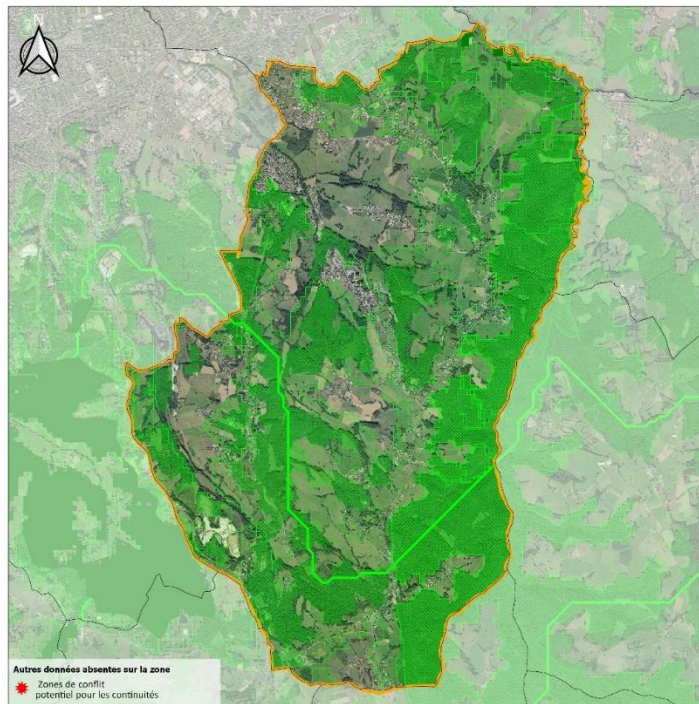 N
Autres données absentes sur la zone
Zones de conflit
potentiel pour les continuités